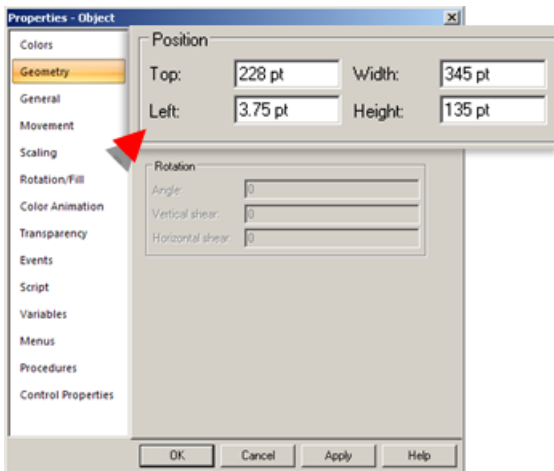 Properties - Object
Colors
Geometry
General
Movement
Scaling
Rotation/Fill
Color Animation
Transparency
Events
Script
Variables
Menus
Procedures
Control Properties
Position
Top: 228 pt Width: 345 pt
Left: 3.75 pt Height: 135 pt
Rotation
Angle: 0
Vertical shear: 0
Horizontal shear: 0
OK Cancel Apply Help